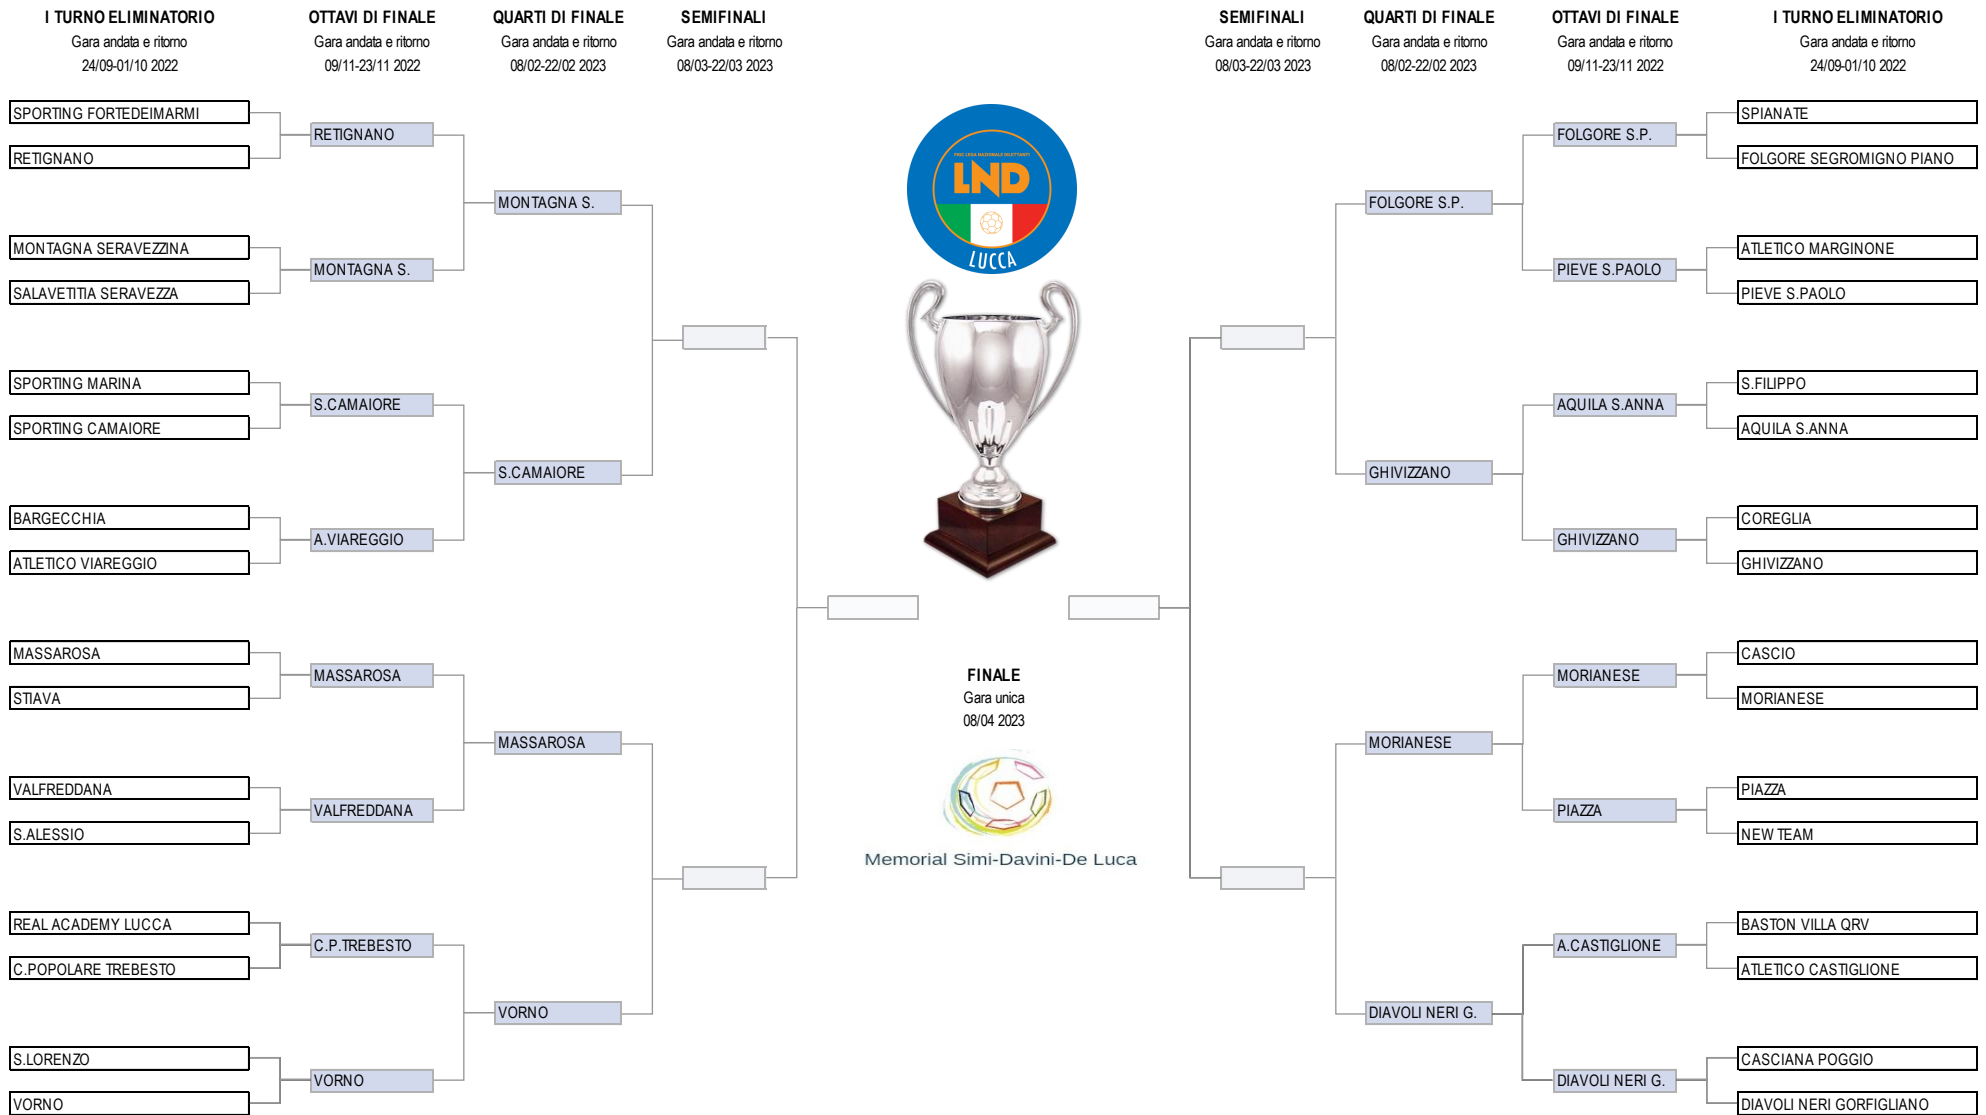 I TURNO ELIMINATORIO
Gara andata e ritorno
24/09-01/10 2022
OTTAVI DI FINALE
Gara andata e ritorno
09/11-23/11 2022
QUARTI DI FINALE
Gara andata e ritorno
08/02-22/02 2023
SEMIFINALI
Gara andata e ritorno
08/03-22/03 2023
SEMIFINALI
Gara andata e ritorno
08/03-22/03 2023
QUARTI DI FINALE
Gara andata e ritorno
08/02-22/02 2023
OTTAVI DI FINALE
Gara andata e ritorno
09/11-23/11 2022
I TURNO ELIMINATORIO
Gara andata e ritorno
24/09-01/10 2022
SPORTING FORTEDEIMARMI
RETIGNANO
MONTAGNA SERAVEZZINA
SALAVETITIA SERAVEZZA
SPORTING MARINA
SPORTING CAMAIORE
BARGECCHIA
ATLETICO VIAREGGIO
MASSAROSA
STIAVA
VALFREDDANA
S.ALESSIO
REAL ACADEMY LUCCA
C.POPOLARE TREBESTO
S.LORENZO
VORNO
RETIGNANO
MONTAGNA S.
S.CAMAIORE
A.VIAREGGIO
MASSAROSA
VALFREDDANA
C.P.TREBESTO
VORNO
MONTAGNA S.
S.CAMAIORE
MASSAROSA
VORNO
FIGC LEGA NAZIONALE DILETTANTI
LND
LUCCA
FINALE
Gara unica
08/04 2023
Memorial Simi-Davini-De Luca
FOLGORE S.P.
GHIVIZZANO
MORIANESE
DIAVOLI NERI G.
FOLGORE S.P.
PIEVE S.PAOLO
AQUILA S.ANNA
GHIVIZZANO
MORIANESE
PIAZZA
A.CASTIGLIONE
DIAVOLI NERI G.
SPIANATE
FOLGORE SEGROMIGNO PIANO
ATLETICO MARGINONE
PIEVE S.PAOLO
S.FILIPPO
AQUILA S.ANNA
COREGLIA
GHIVIZZANO
CASCIO
MORIANESE
PIAZZA
NEW TEAM
BASTON VILLA QRV
ATLETICO CASTIGLIONE
CASCIANA POGGIO
DIAVOLI NERI GORFIGLIANO